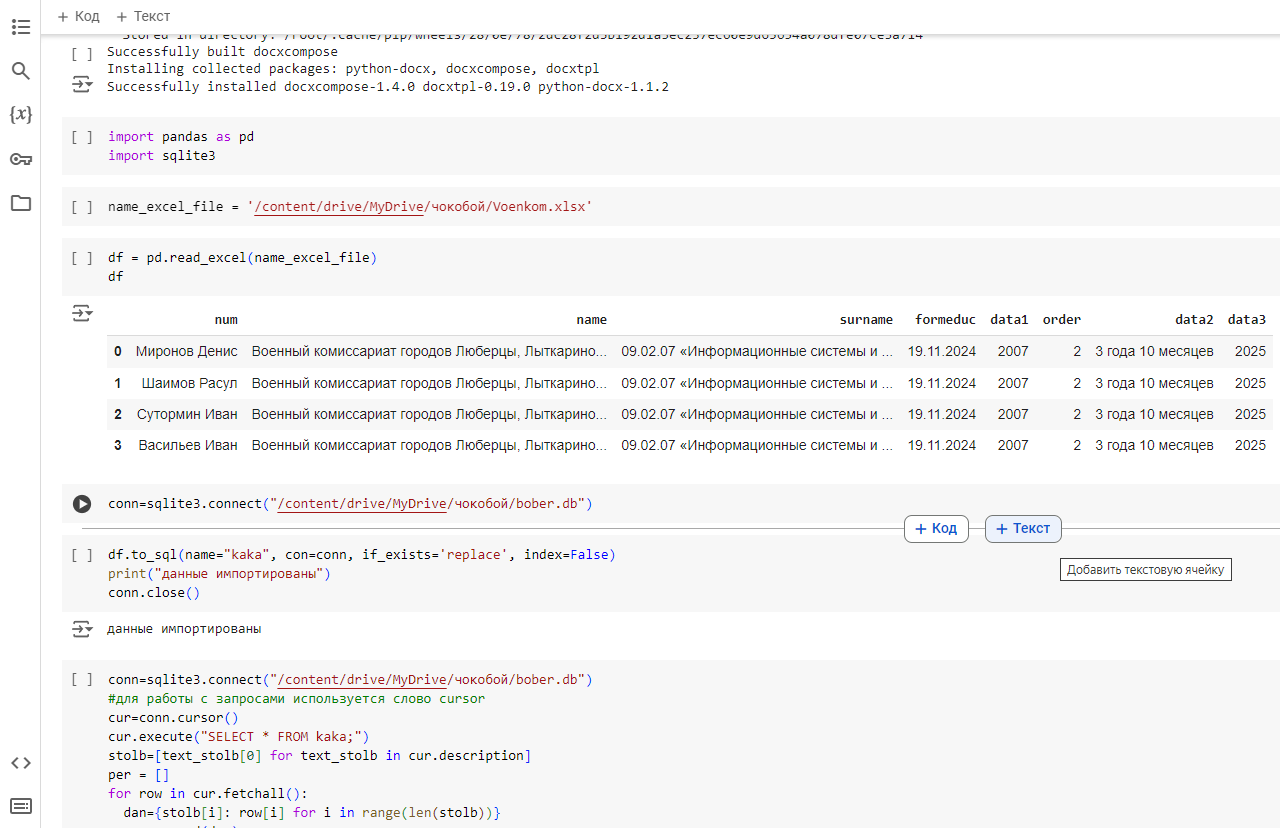 + Код + Текст
Successfully built docxcompose
Installing collected packages: python-docx, docxcompose, docxtpl
Successfully installed docxcompose-1.4.0 docxtpl-0.19.0 python-docx-1.1.2
[ ] import pandas as pd
import sqlite3
[ ] name_excel_file = '/content/drive/MyDrive/чокобой/Voenkom.xlsx'
[ ] df = pd.read_excel(name_excel_file)
df
num name surname formeduc data1 order data2 data3
0 Миронов Денис Военный комиссариат городов Люберцы, Лыткарино... 09.02.07 «Информационные системы и ... 19.11.2024 2007 2 3 года 10 месяцев 2025
1 Шаимов Расул Военный комиссариат городов Люберцы, Лыткарино... 09.02.07 «Информационные системы и ... 19.11.2024 2007 2 3 года 10 месяцев 2025
2 Сутормин Иван Военный комиссариат городов Люберцы, Лыткарино... 09.02.07 «Информационные системы и ... 19.11.2024 2007 2 3 года 10 месяцев 2025
3 Васильев Иван Военный комиссариат городов Люберцы, Лыткарино... 09.02.07 «Информационные системы и ... 19.11.2024 2007 2 3 года 10 месяцев 2025
conn=sqlite3.connect("/content/drive/MyDrive/чокобой/bober.db")
+ Код + Текст
[ ] df.to_sql(name="kaka", con=conn, if_exists='replace', index=False)
print("данные импортированы")
Добавить текстовую ячейку
conn.close()
данные импортированы
[ ] conn=sqlite3.connect("/content/drive/MyDrive/чокобой/bober.db")
#для работы с запросами используется слово cursor
cur=conn.cursor()
cur.execute("SELECT * FROM kaka;")
stolb=[text_stolb[0] for text_stolb in cur.description]
per = []
for row in cur.fetchall():
dan={stolb[i]: row[i] for i in range(len(stolb))}